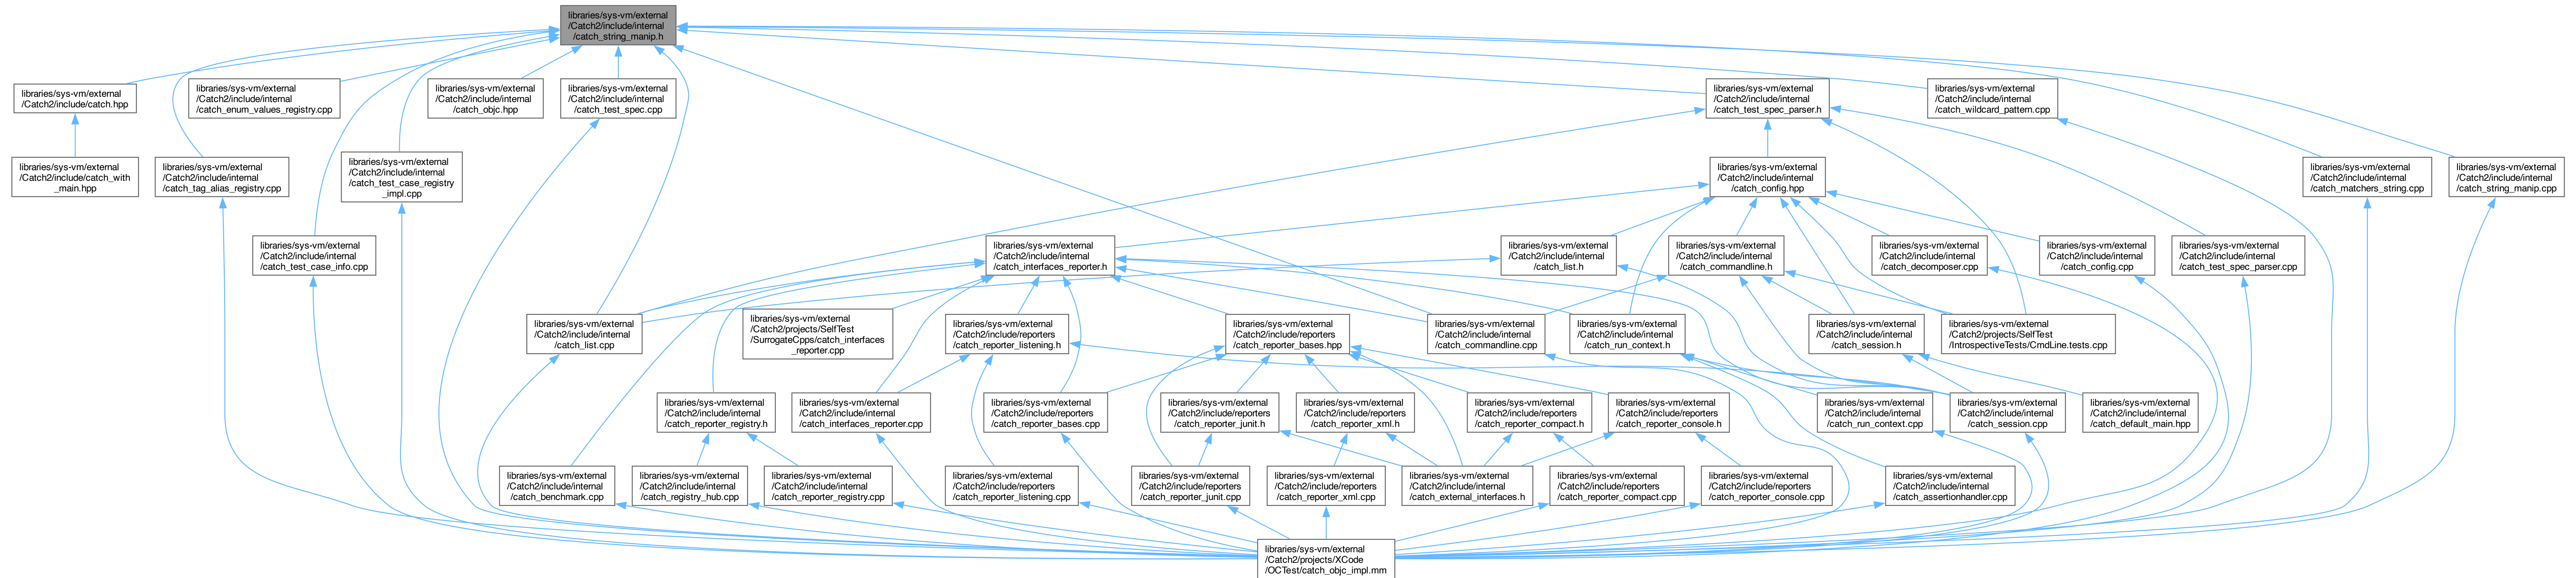 libraries/sys-vm/external
/Catch2/include/internal
/catch_string_manip.h
libraries/sys-vm/external
/Catch2/include/catch.hpp
libraries/sys-vm/external
/Catch2/include/internal
/catch_enum_values_registry.cpp
libraries/sys-vm/external
/Catch2/include/internal
/catch_objc.hpp
libraries/sys-vm/external
/Catch2/include/internal
/catch_test_spec.cpp
libraries/sys-vm/external
/Catch2/include/internal
/catch_test_spec_parser.h
libraries/sys-vm/external
/Catch2/include/internal
/catch_wildcard_pattern.cpp
libraries/sys-vm/external
/Catch2/include/catch_with
_main.hpp
libraries/sys-vm/external
/Catch2/include/internal
/catch_tag_alias_registry.cpp
libraries/sys-vm/external
/Catch2/include/internal
/catch_test_case_registry
_impl.cpp
libraries/sys-vm/external
/Catch2/include/internal
/catch_config.hpp
libraries/sys-vm/external
/Catch2/include/internal
/catch_matchers_string.cpp
libraries/sys-vm/external
/Catch2/include/internal
/catch_string_manip.cpp
libraries/sys-vm/external
/Catch2/include/internal
/catch_test_case_info.cpp
libraries/sys-vm/external
/Catch2/include/internal
/catch_interfaces_reporter.h
libraries/sys-vm/external
/Catch2/include/internal
/catch_list.h
libraries/sys-vm/external
/Catch2/include/internal
/catch_commandline.h
libraries/sys-vm/external
/Catch2/include/internal
/catch_decomposer.cpp
libraries/sys-vm/external
/Catch2/include/internal
/catch_config.cpp
libraries/sys-vm/external
/Catch2/include/internal
/catch_test_spec_parser.cpp
libraries/sys-vm/external
/Catch2/include/internal
/catch_list.cpp
libraries/sys-vm/external
/Catch2/projects/SelfTest
/SurrogateCpps/catch_interfaces
_reporter.cpp
libraries/sys-vm/external
/Catch2/include/reporters
/catch_reporter_listening.h
libraries/sys-vm/external
/Catch2/include/reporters
/catch_reporter_bases.hpp
libraries/sys-vm/external
/Catch2/include/internal
/catch_commandline.cpp
libraries/sys-vm/external
/Catch2/include/internal
/catch_run_context.h
libraries/sys-vm/external
/Catch2/include/internal
/catch_session.h
libraries/sys-vm/external
/Catch2/projects/SelfTest
/IntrospectiveTests/CmdLine.tests.cpp
libraries/sys-vm/external
/Catch2/include/internal
/catch_reporter_registry.h
libraries/sys-vm/external
/Catch2/include/internal
/catch_interfaces_reporter.cpp
libraries/sys-vm/external
/Catch2/include/reporters
/catch_reporter_bases.cpp
libraries/sys-vm/external
/Catch2/include/reporters
/catch_reporter_junit.h
libraries/sys-vm/external
/Catch2/include/reporters
/catch_reporter_xml.h
libraries/sys-vm/external
/Catch2/include/reporters
/catch_reporter_compact.h
libraries/sys-vm/external
/Catch2/include/reporters
/catch_reporter_console.h
libraries/sys-vm/external
/Catch2/include/internal
/catch_run_context.cpp
libraries/sys-vm/external
/Catch2/include/internal
/catch_session.cpp
libraries/sys-vm/external
/Catch2/include/internal
/catch_default_main.hpp
libraries/sys-vm/external
/Catch2/include/internal
/catch_benchmark.cpp
libraries/sys-vm/external
/Catch2/include/internal
/catch_registry_hub.cpp
libraries/sys-vm/external
/Catch2/include/internal
/catch_reporter_registry.cpp
libraries/sys-vm/external
/Catch2/include/reporters
/catch_reporter_listening.cpp
libraries/sys-vm/external
/Catch2/include/reporters
/catch_reporter_junit.cpp
libraries/sys-vm/external
/Catch2/include/reporters
/catch_reporter_xml.cpp
libraries/sys-vm/external
/Catch2/include/internal
/catch_external_interfaces.h
libraries/sys-vm/external
/Catch2/include/reporters
/catch_reporter_compact.cpp
libraries/sys-vm/external
/Catch2/include/reporters
/catch_reporter_console.cpp
libraries/sys-vm/external
/Catch2/include/internal
/catch_assertionhandler.cpp
libraries/sys-vm/external
/Catch2/projects/XCode
/OCTest/catch_objc_impl.mm